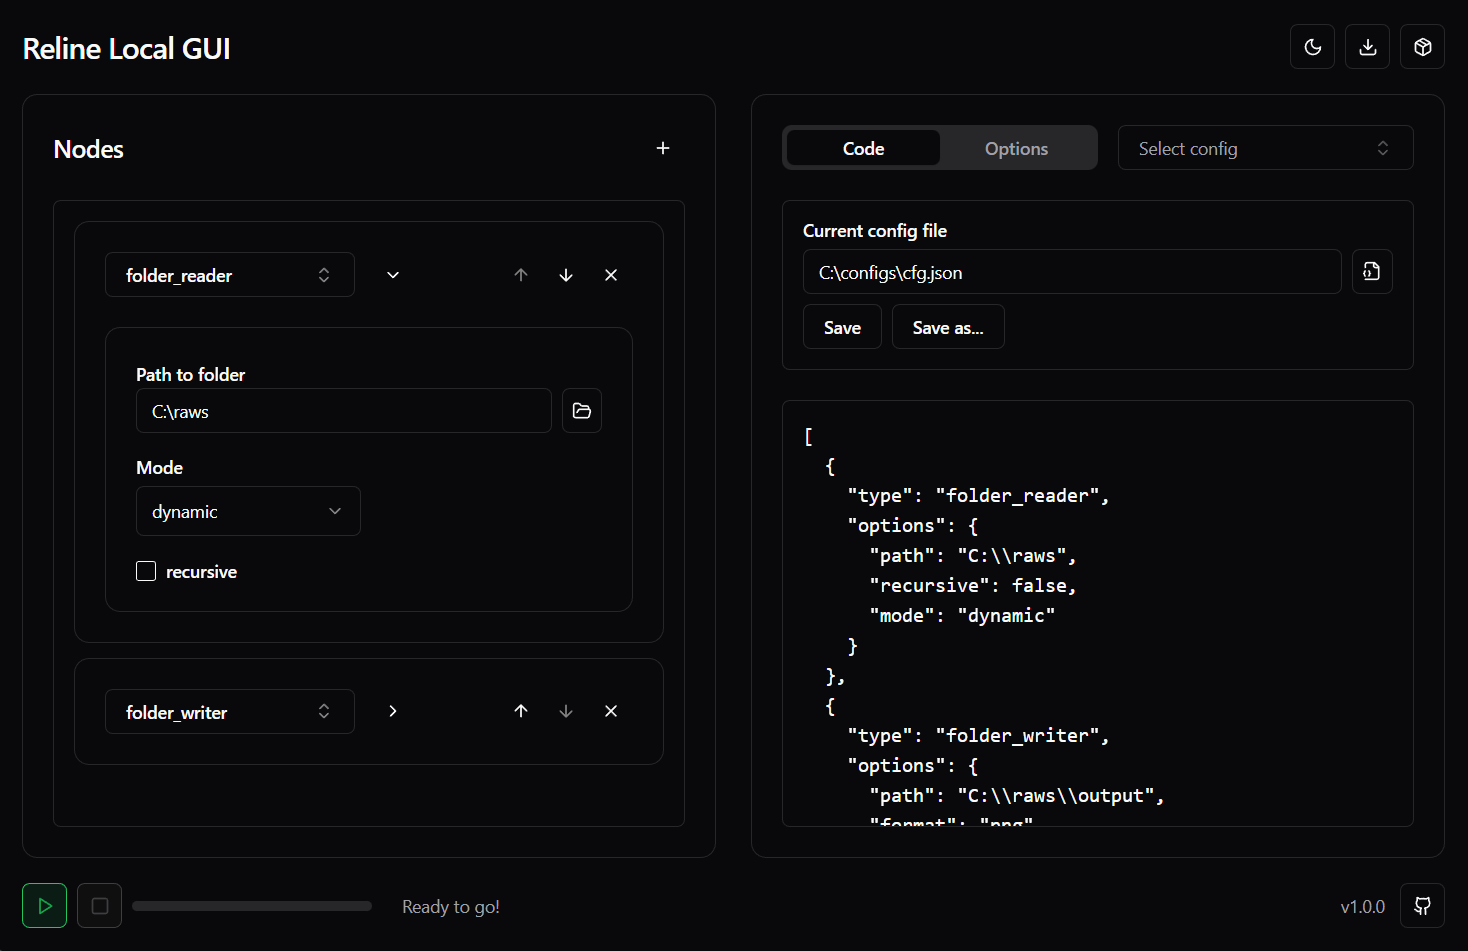 Reline Local GUI
Nodes
folder_reader
Path to folder
C:\raws
Mode
dynamic
recursive
folder_writer
Code
Options
Select config
Current config file
C:\configs\cfg.json
Save
Save as...
[
  {
    "type": "folder_reader",
    "options": {
      "path": "C:\\raws",
      "recursive": false,
      "mode": "dynamic"
    }
  },
  {
    "type": "folder_writer",
    "options": {
      "path": "C:\\raws\\output",
      "format": "png"
Ready to go!
v1.0.0